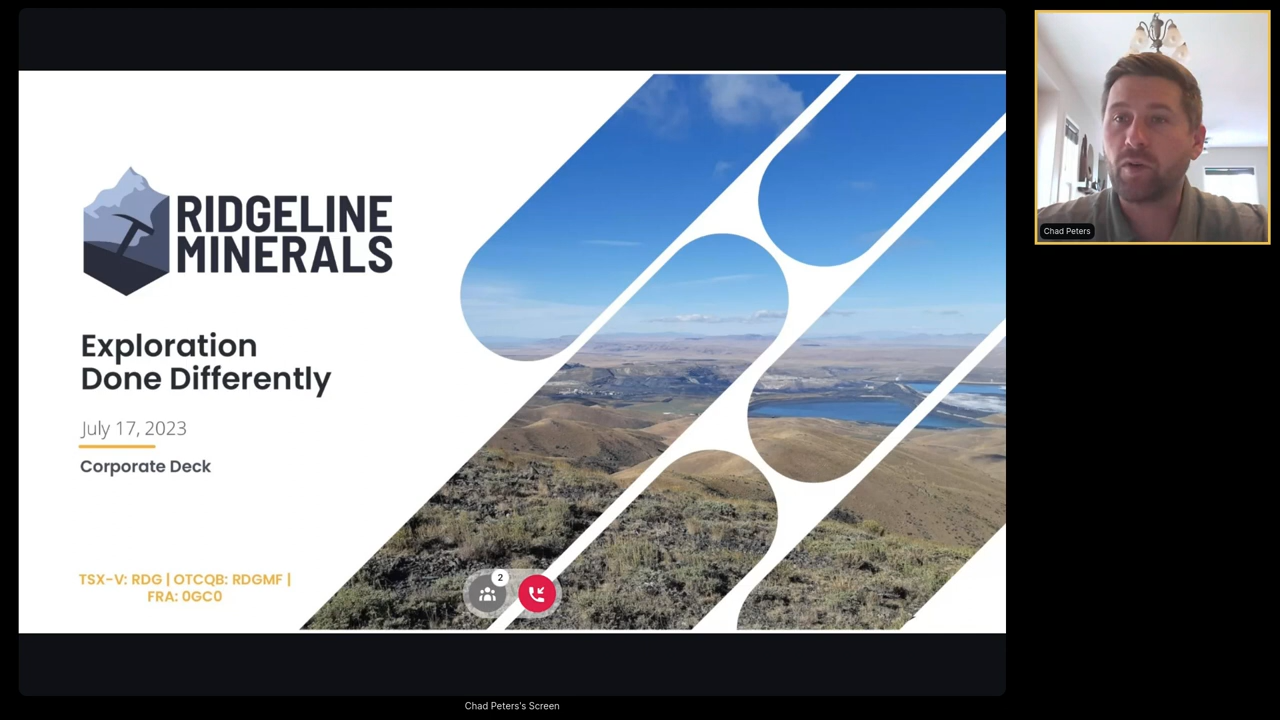 RIDGELINE
MINERALS
Exploration
Done Differently
July 17, 2023
Corporate Deck
TSX-V: RDG | OTCQB: RDGMF |
FRA: 0GC0
2
Chad Peters
Chad Peters's Screen